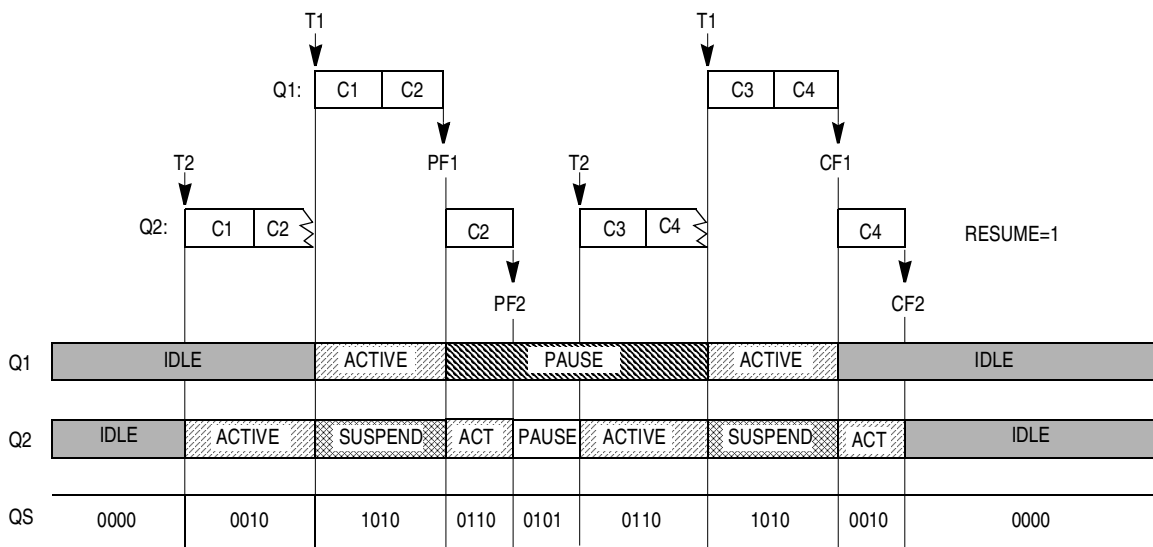 T1 T1
Q1: C1 C2 C3 C4
T2 PF1 T2 CF1
Q2: C1 C2 C2 C3 C4 C4 RESUME=1
PF2 CF2
Q1 IDLE ACTIVE PAUSE ACTIVE IDLE
Q2 IDLE ACTIVE SUSPEND ACT PAUSE ACTIVE SUSPEND ACT IDLE
QS 0000 0010 1010 0110 0101 0110 1010 0010 0000